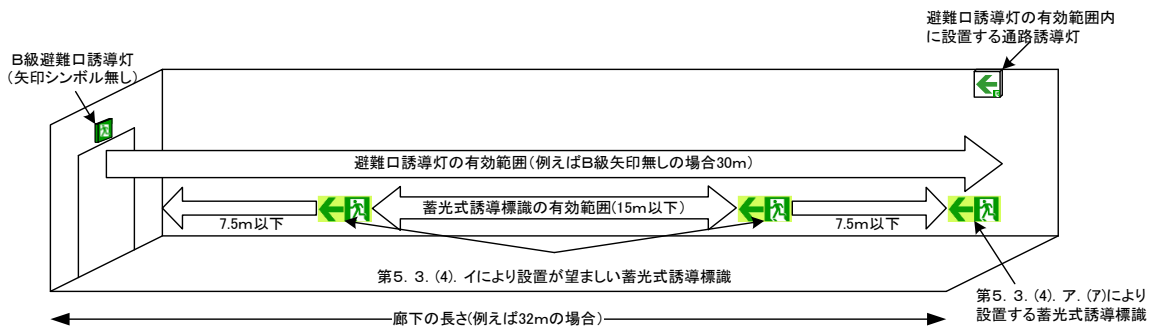 避難口誘導灯の有効範囲内
に設置する通路誘導灯
B級避難口誘導灯
(矢印シンボル無し)
避難口誘導灯の有効範囲(例えばB級矢印無しの場合30m)
蓄光式誘導標識の有効範囲(15m以下)
7.5m以下
7.5m以下
第5．3．(4)．イにより設置が望ましい蓄光式誘導標識
第5．3．(4)．ア．(ア)により
設置する蓄光式誘導標識
廊下の長さ(例えば32mの場合)